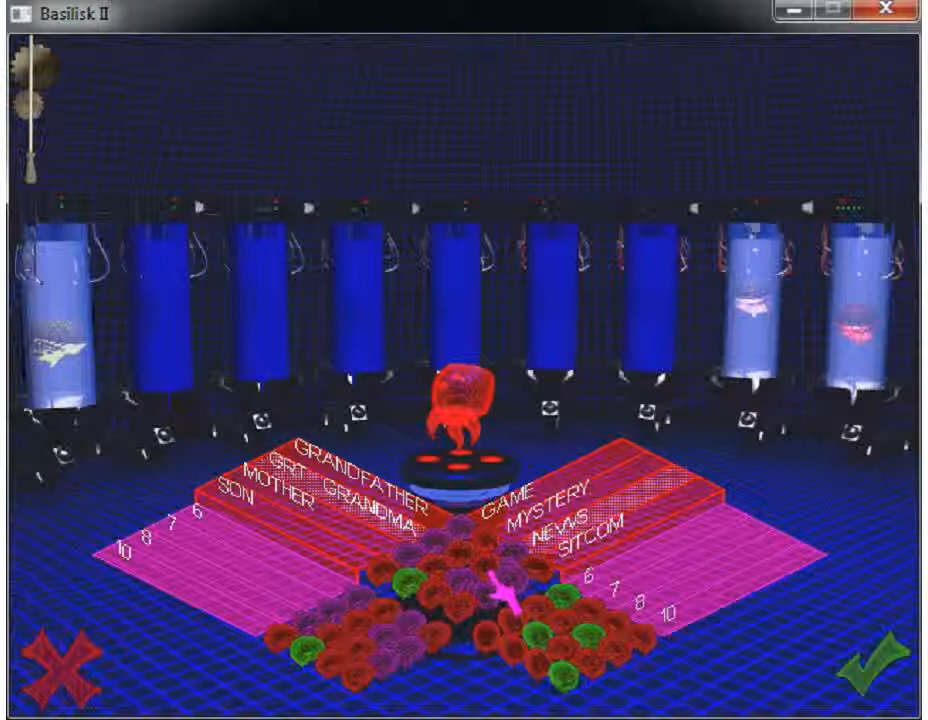 Basilisk II
GRANDFATHER
GRT GRANDMA
MOTHER
SON
GAME
MYSTERY
NEWS
SITCOM
6
7
8
10
6
7
8
10